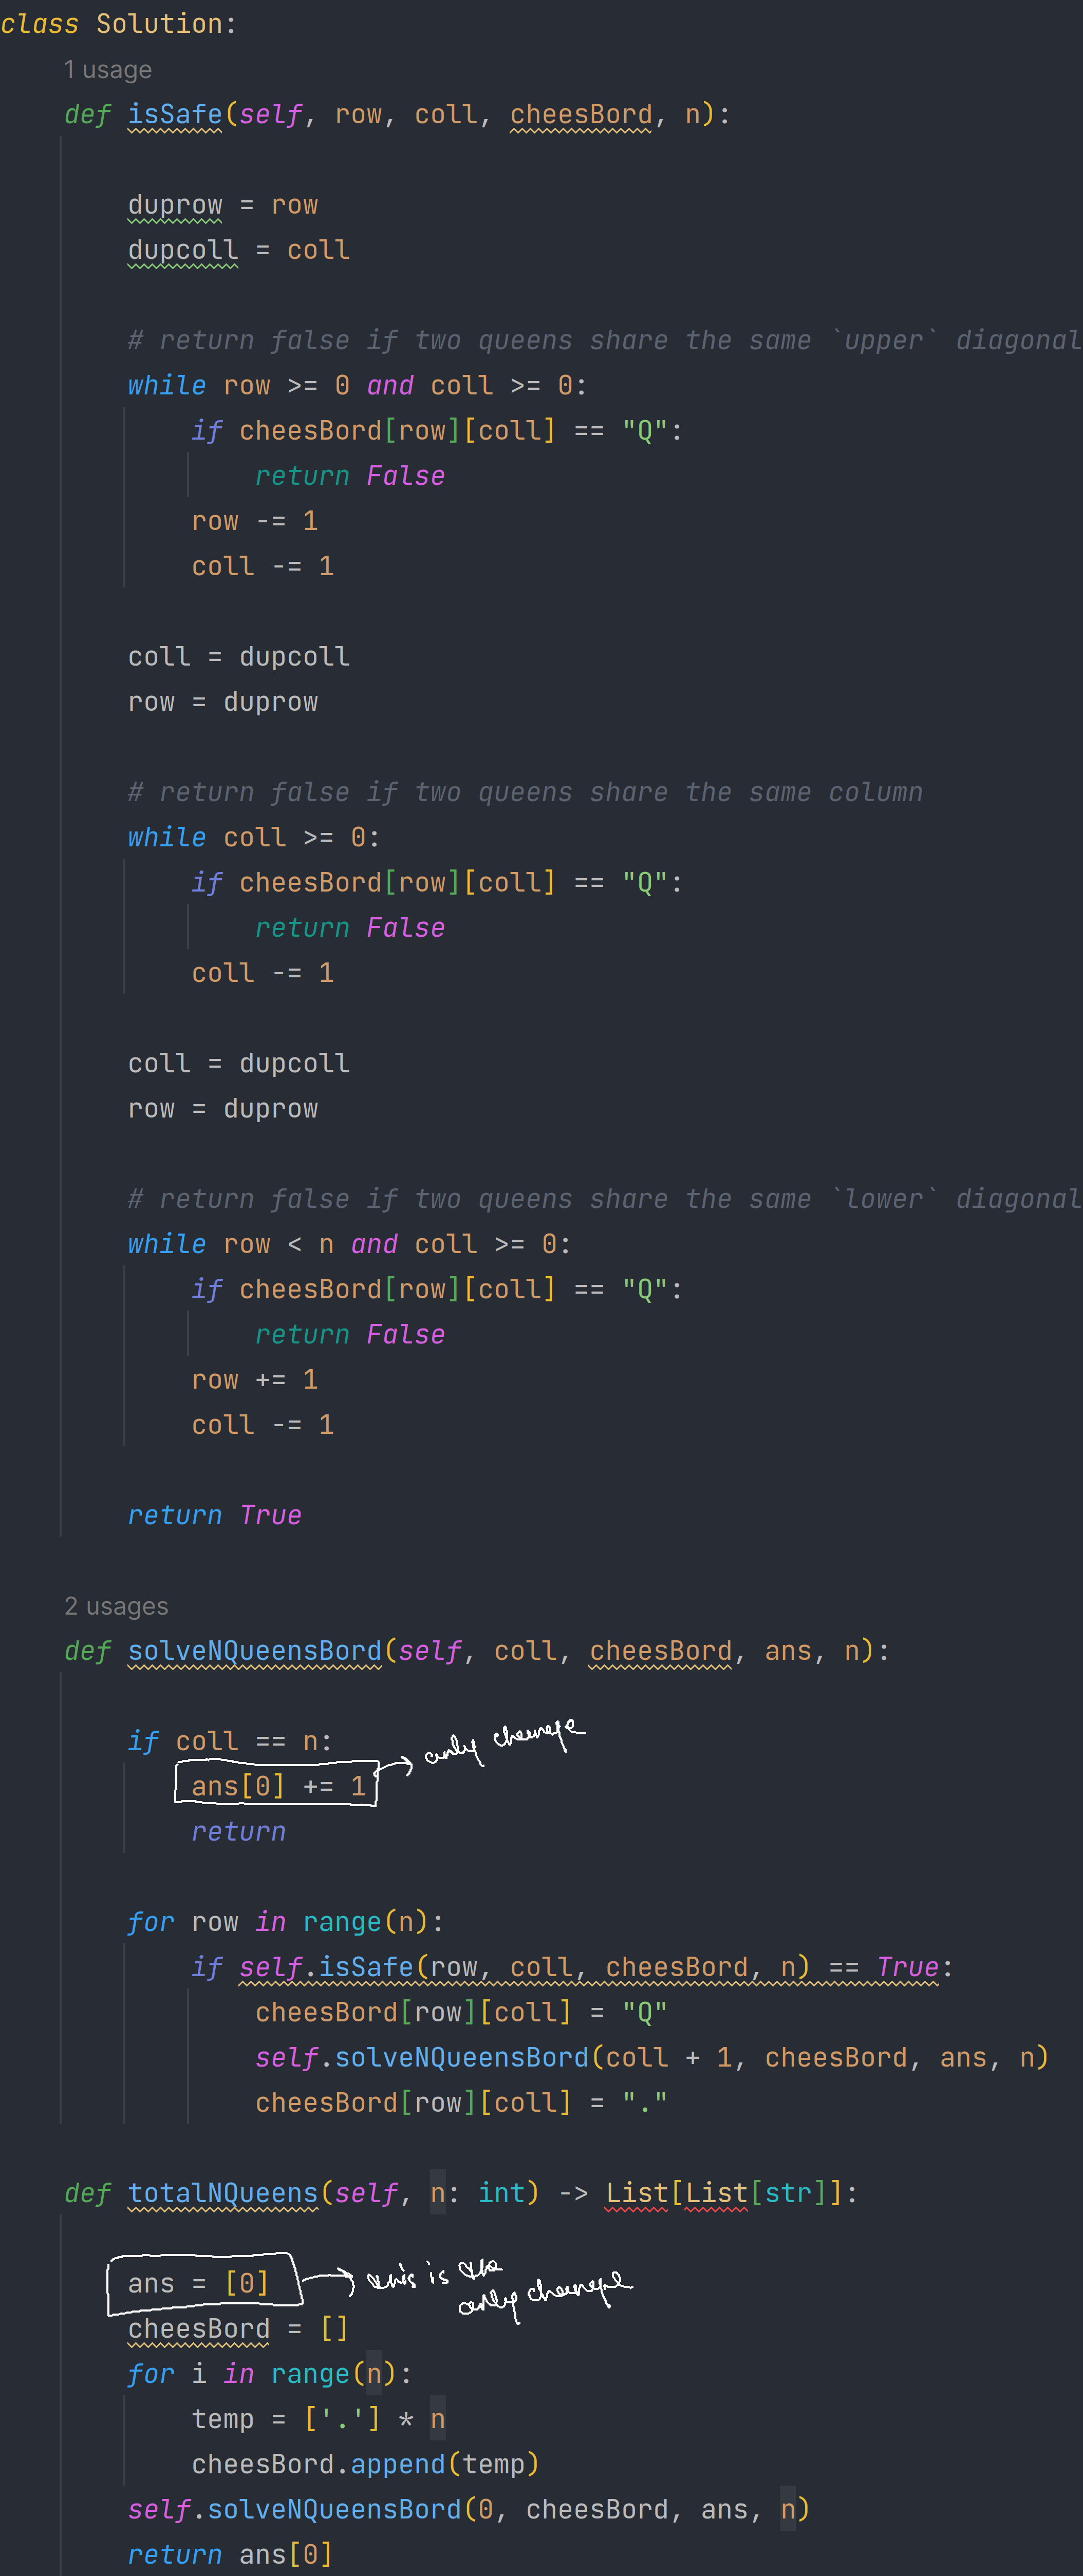 class Solution:
1 usage
def isSafe(self, row, coll, cheesBord, n):
duprow = row
dupcoll = coll
# return false if two queens share the same `upper` diagonal
while row >= 0 and coll >= 0:
if cheesBord[row][coll] == "Q":
return False
row -= 1
coll -= 1
coll = dupcoll
row = duprow
# return false if two queens share the same column
while coll >= 0:
if cheesBord[row][coll] == "Q":
return False
coll -= 1
coll = dupcoll
row = duprow
# return false if two queens share the same `lower` diagonal
while row < n and coll >= 0:
if cheesBord[row][coll] == "Q":
return False
row += 1
coll -= 1
return True
2 usages
def solveNQueensBord(self, coll, cheesBord, ans, n):
if coll == n:
ans[0] += 1 only change
return
for row in range(n):
if self.isSafe(row, coll, cheesBord, n) == True:
cheesBord[row][coll] = "Q"
self.solveNQueensBord(coll + 1, cheesBord, ans, n)
cheesBord[row][coll] = "."
def totalNQueens(self, n: int) -> List[List[str]]:
ans = [0] this is the
only change
cheesBord = []
for i in range(n):
temp = ['.'] * n
cheesBord.append(temp)
self.solveNQueensBord(0, cheesBord, ans, n)
return ans[0]